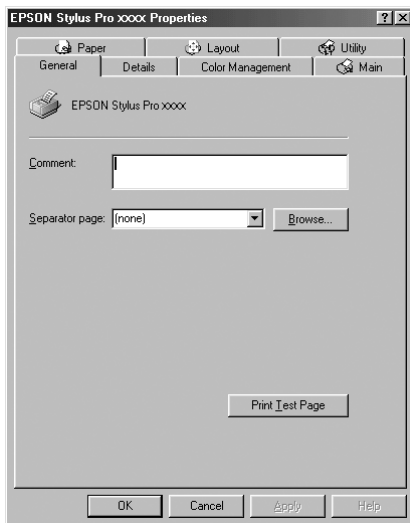 EPSON Stylus Pro xxxx Properties
Paper Layout Utility
General Details Color Management Main
EPSON Stylus Pro xxxx
Comment:
Separator page: (none) Browse...
Print Test Page
OK Cancel Apply Help